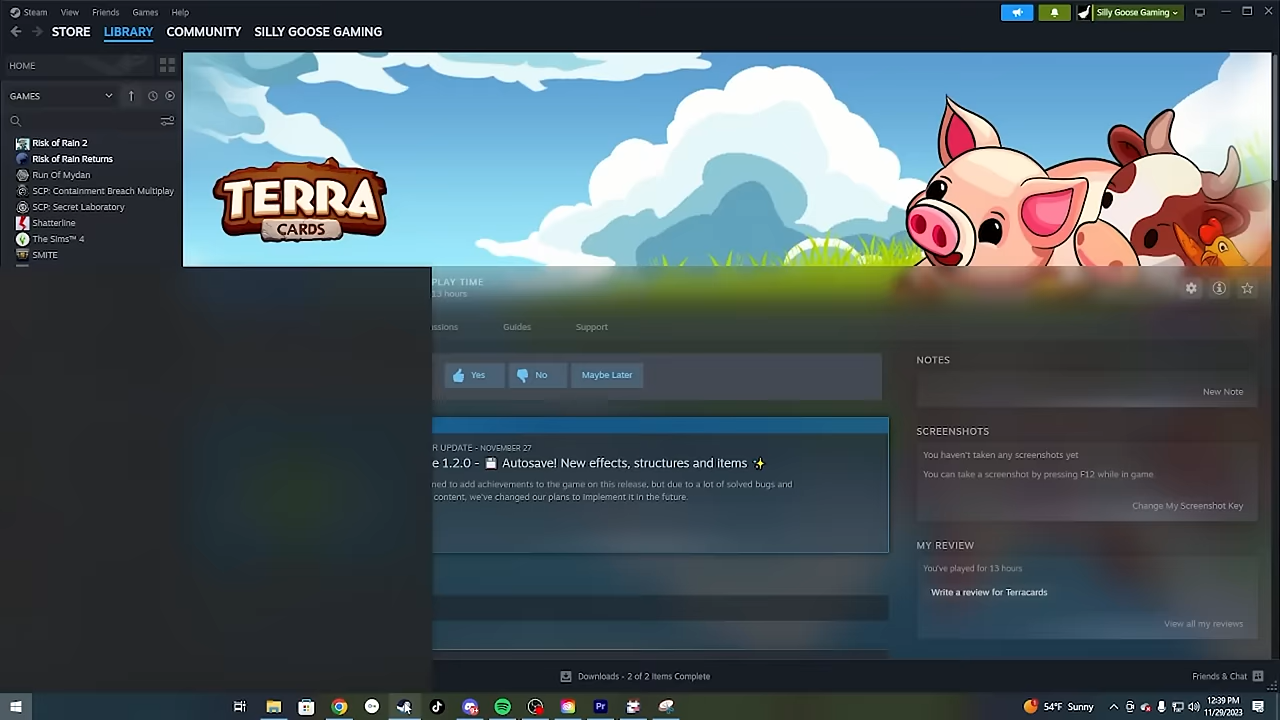 Steam View Friends Games Help
Silly Goose Gaming
STORE LIBRARY COMMUNITY SILLY GOOSE GAMING
HOME
GAMES
Risk of Rain 2
Risk of Rain Returns
Run Of Mydan
SCP: Containment Breach Multiplay
SCP: Secret Laboratory
Shatterline
The Sims™ 4
SMITE
TERRA
CARDS
PLAY TIME
13 hours
ssions Guides Support
Yes No Maybe Later
R UPDATE - NOVEMBER 27
e 1.2.0 - 💾 Autosave! New effects, structures and items ✨
ned to add achievements to the game on this release, but due to a lot of solved bugs and
content, we've changed our plans to implement it in the future.
NOTES
New Note
SCREENSHOTS
You haven't taken any screenshots yet
You can take a screenshot by pressing F12 while in game
Change My Screenshot Key
MY REVIEW
You've played for 13 hours
Write a review for Terracards
View all my reviews
Downloads - 2 of 2 Items Complete
Friends & Chat
Pr
54°F Sunny
12:39 PM
11/29/2023